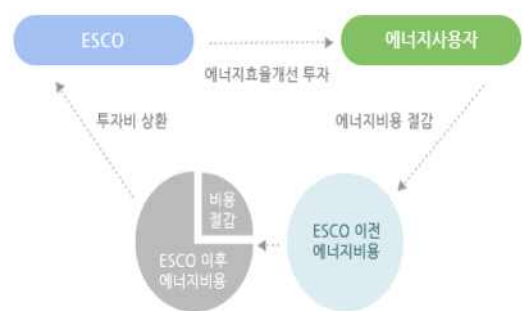 ESCO
에너지사용자
에너지효율개선 투자
투자비 상환
에너지비용 절감
비용
절감
ESCO 이전
에너지비용
ESCO 이후
에너지비용